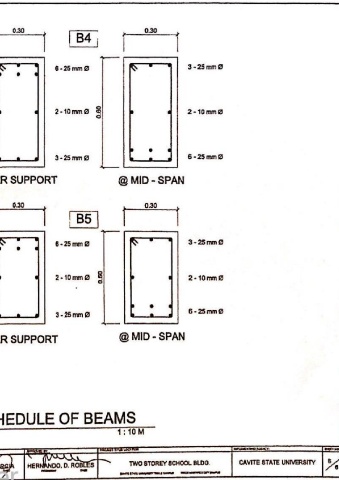 0.30
B4
0.30
6 - 25 mm Ø
3 - 25 mm Ø
2 - 10 mm Ø
0.60
2 - 10 mm Ø
3 - 25 mm Ø
6 - 25 mm Ø
R SUPPORT
@ MID - SPAN
0.30
B5
0.30
6 - 25 mm Ø
3 - 25 mm Ø
2 - 10 mm Ø
0.60
2 - 10 mm Ø
3 - 25 mm Ø
6 - 25 mm Ø
R SUPPORT
@ MID - SPAN
HEDULE OF BEAMS
1 : 10 M
RCIA
HERNANDO. D. ROBLES
TWO STOREY SCHOOL BLDG.
CAVITE STATE UNIVERSITY